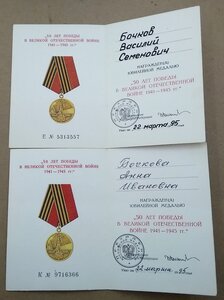 "50 ЛЕТ ПОБЕДЫ
В ВЕЛИКОЙ ОТЕЧЕСТВЕННОЙ ВОЙНЕ
1941—1945 гг."
Е № 5313557
Бочков
Василий
Семенович
НАГРАЖДЕН(А)
ЮБИЛЕЙНОЙ МЕДАЛЬЮ
"50 ЛЕТ ПОБЕДЫ
В ВЕЛИКОЙ ОТЕЧЕСТВЕННОЙ
ВОЙНЕ 1941—1945 гг."
22 марта 95
"50 ЛЕТ ПОБЕДЫ
В ВЕЛИКОЙ ОТЕЧЕСТВЕННОЙ ВОЙНЕ
1941—1945 гг."
К № 9716366
Бочкова
Анна
Ивановна
НАГРАЖДЕН(А)
ЮБИЛЕЙНОЙ МЕДАЛЬЮ
"50 ЛЕТ ПОБЕДЫ
В ВЕЛИКОЙ ОТЕЧЕСТВЕННОЙ
ВОЙНЕ 1941—1945 гг."
22 марта 95